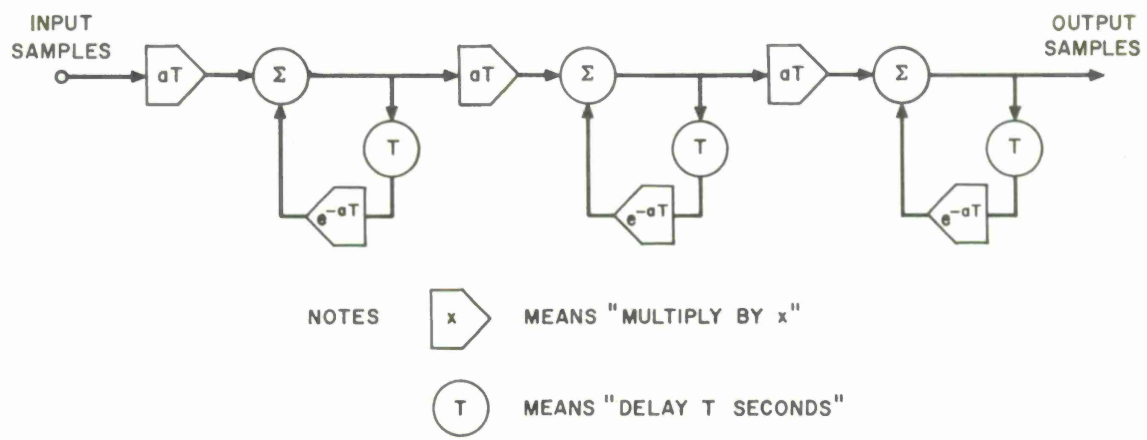 INPUT
SAMPLES
OUTPUT
SAMPLES
aT
Σ
aT
Σ
aT
Σ
T
T
T
e^{-aT}
e^{-aT}
e^{-aT}
NOTES x MEANS "MULTIPLY BY x"
T MEANS "DELAY T SECONDS"